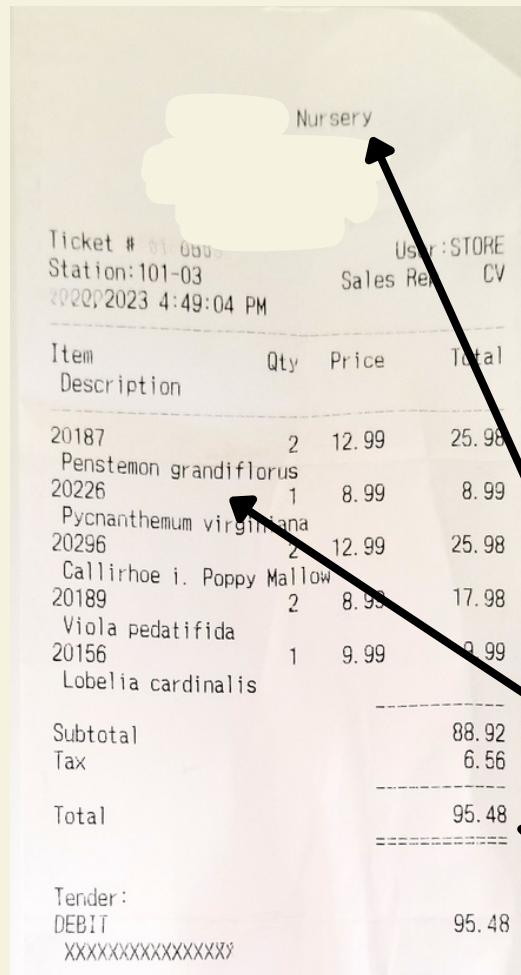 Nursery
Ticket #
User:STORE
Station:101-03
Sales Re CV
2023 4:49:04 PM
Item Qty Price Total
Description
20187 2 12.99 25.98
Penstemon grandiflorus
20226 1 8.99 8.99
Pycnanthemum virginiana
20296 2 12.99 25.98
Callirhoe i. Poppy Mallow
20189 2 8.99 17.98
Viola pedatifida
20156 1 9.99 9.99
Lobelia cardinalis
Subtotal 88.92
Tax 6.56
Total 95.48
Tender:
DEBIT 95.48